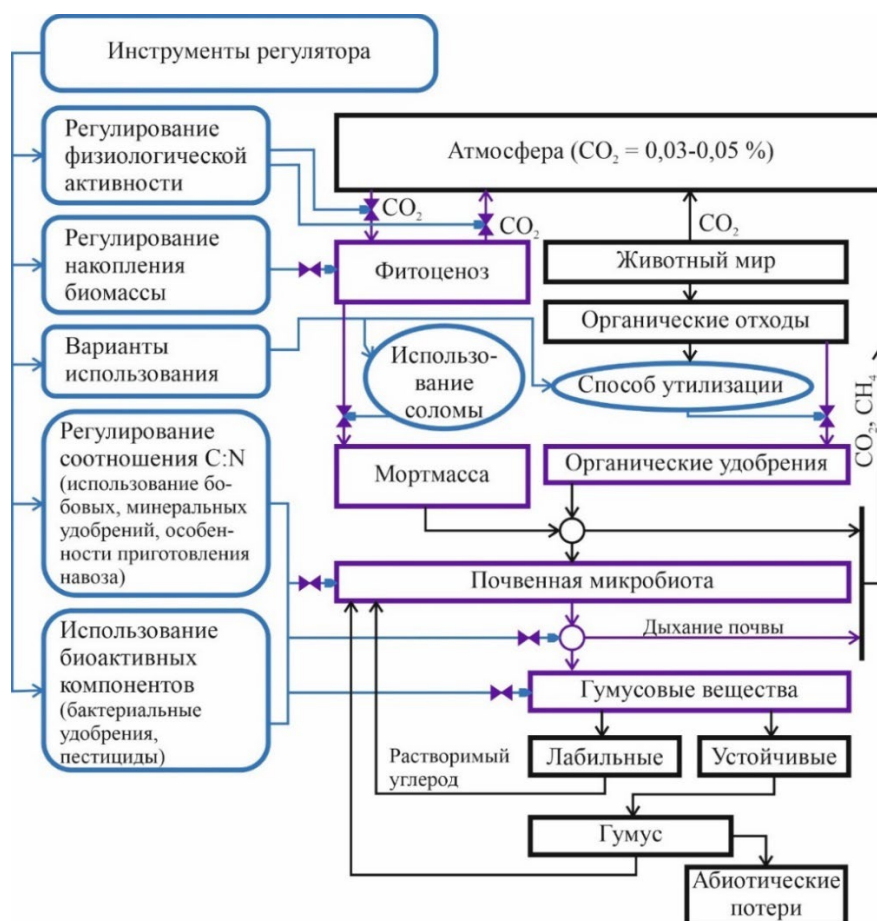 Инструменты регулятора
Регулирование
физиологической
активности
Атмосфера (CO₂ = 0,03-0,05 %)
CO₂
CO₂
CO₂
Регулирование
накопления
биомассы
Фитоценоз
Животный мир
Органические отходы
Варианты
использования
Использо-
вание
соломы
Способ утилизации
CO₂, CH₄
Регулирование
соотношения C:N
(использование бо-
бовых, минеральных
удобрений, особен-
ности приготовления
навоза)
Мортмасса
Органические удобрения
Почвенная микробиота
Использование
биоактивных
компонентов
(бактериальные
удобрения,
пестициды)
Дыхание почвы
Гумусовые вещества
Растворимый
углерод
Лабильные
Устойчивые
Гумус
Абиотические
потери